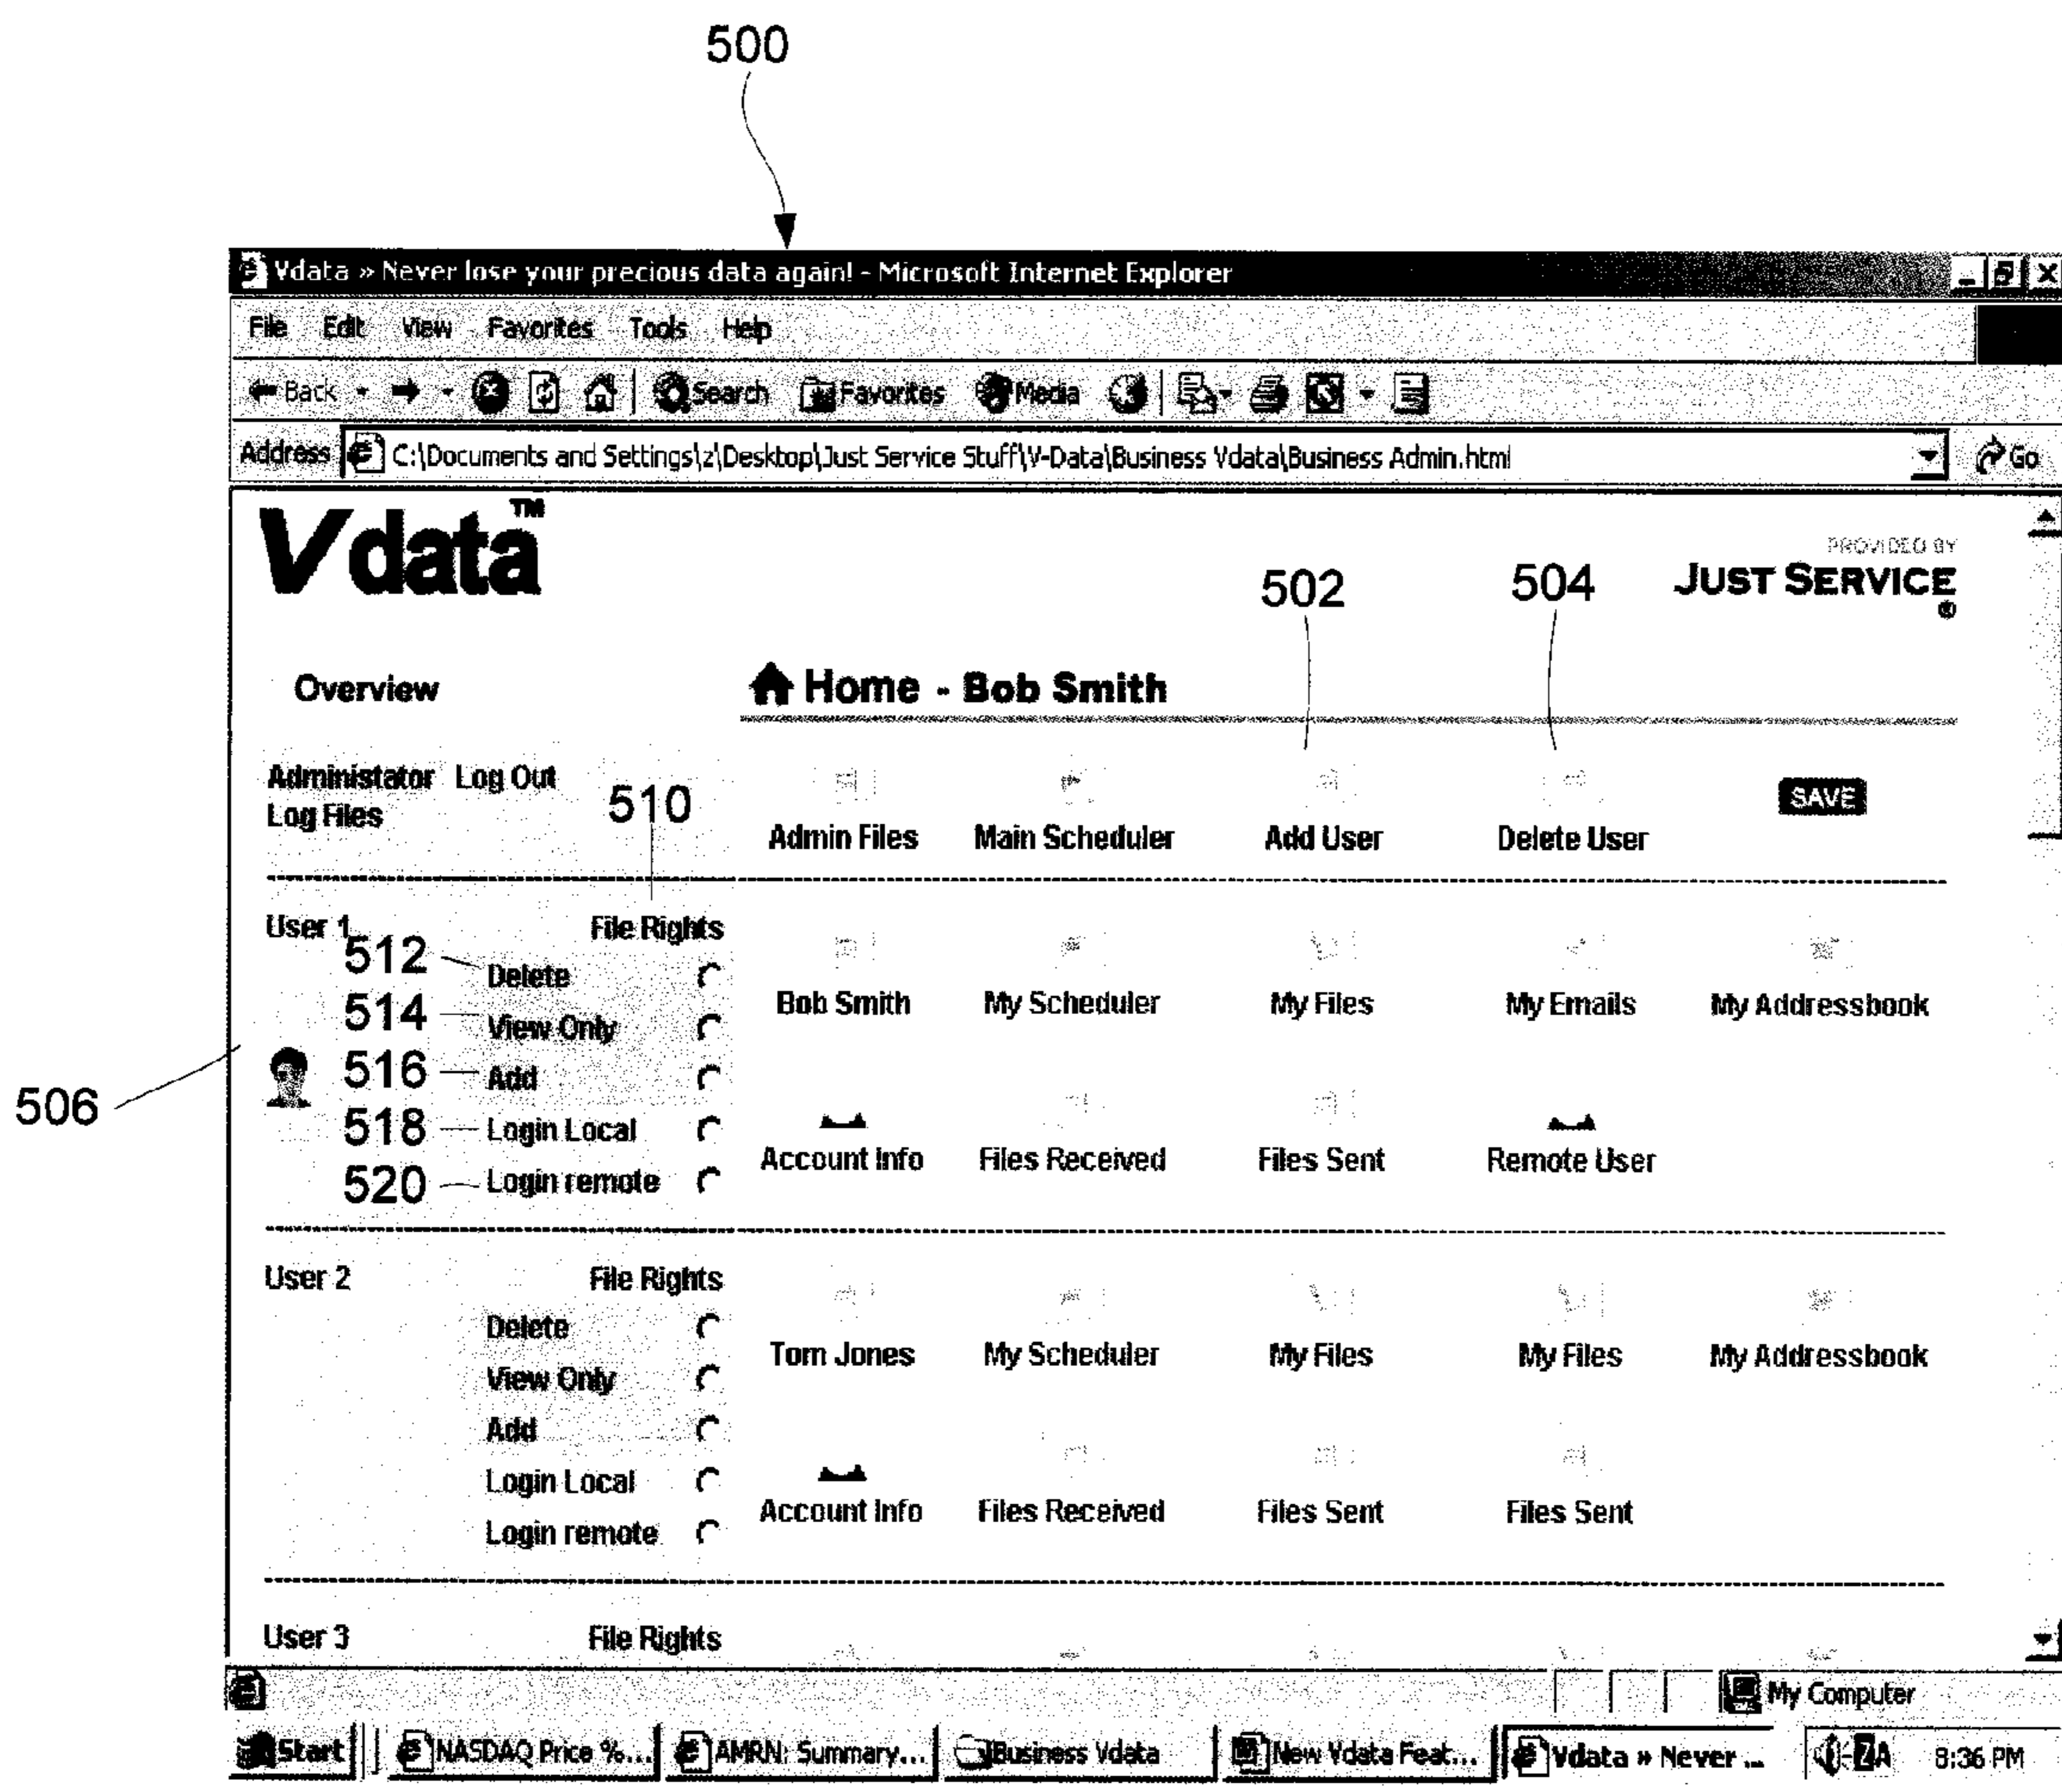 500
Vdata » Never lose your precious data again! - Microsoft Internet Explorer
File Edit View Favorites Tools Help
Back Search Favorites Media
Address C:\Documents and Settings\z\Desktop\Just Service Stuff\V-Data\Business Vdata\Business Admin.html Go
Vdata™
PROVIDED BY
JUST SERVICE®
502 504
Overview
Home - Bob Smith
Administator Log Out
Log Files
510
Admin Files Main Scheduler Add User Delete User SAVE
User 1 File Rights
512 Delete
514 View Only
516 Add
518 Login Local
520 Login remote
506
Bob Smith My Scheduler My Files My Emails My Addressbook
Account Info Files Received Files Sent Remote User
User 2 File Rights
Delete
View Only
Add
Login Local
Login remote
Tom Jones My Scheduler My Files My Files My Addressbook
Account Info Files Received Files Sent Files Sent
User 3 File Rights
My Computer
Start NASDAQ Price %... AMRN: Summary... Business Vdata New Vdata Feat... Vdata » Never ... ZA 8:36 PM